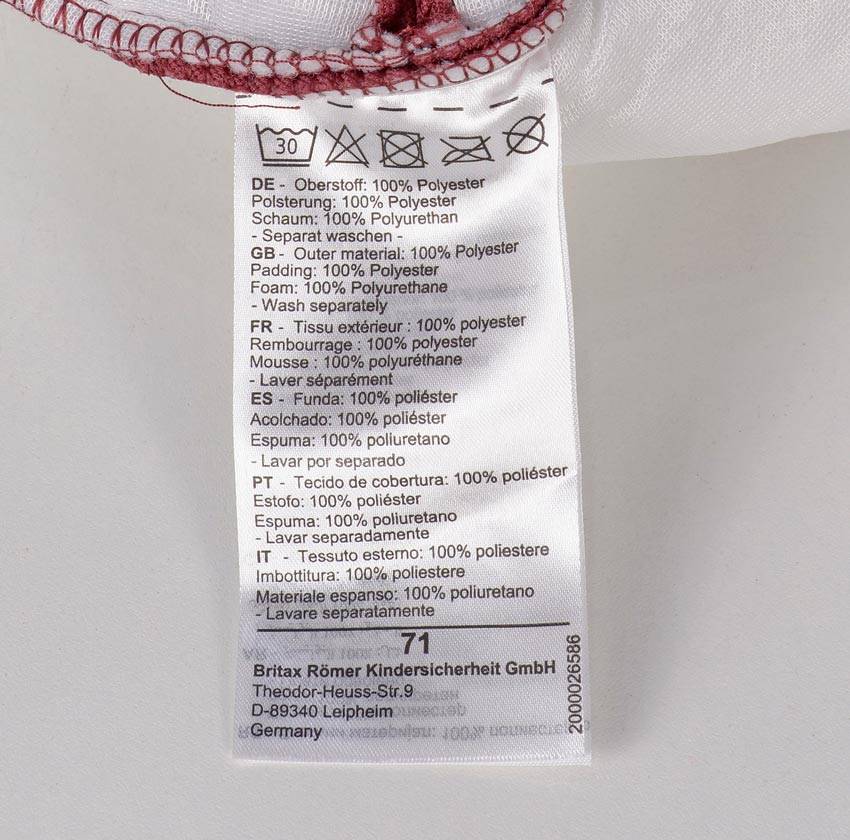 30
DE - Oberstoff: 100% Polyester
Polsterung: 100% Polyester
Schaum: 100% Polyurethan
- Separat waschen -
GB - Outer material: 100% Polyester
Padding: 100% Polyester
Foam: 100% Polyurethane
- Wash separately
FR - Tissu extérieur : 100% polyester
Rembourrage : 100% polyester
Mousse : 100% polyuréthane
- Laver séparément
ES - Funda: 100% poliéster
Acolchado: 100% poliéster
Espuma: 100% poliuretano
- Lavar por separado
PT - Tecido de cobertura: 100% poliéster
Estofo: 100% poliéster
Espuma: 100% poliuretano
- Lavar separadamente
IT - Tessuto esterno: 100% poliestere
Imbottitura: 100% poliestere
Materiale espanso: 100% poliuretano
- Lavare separatamente
71
Britax Römer Kindersicherheit GmbH
Theodor-Heuss-Str.9
D-89340 Leipheim
Germany
2000026586